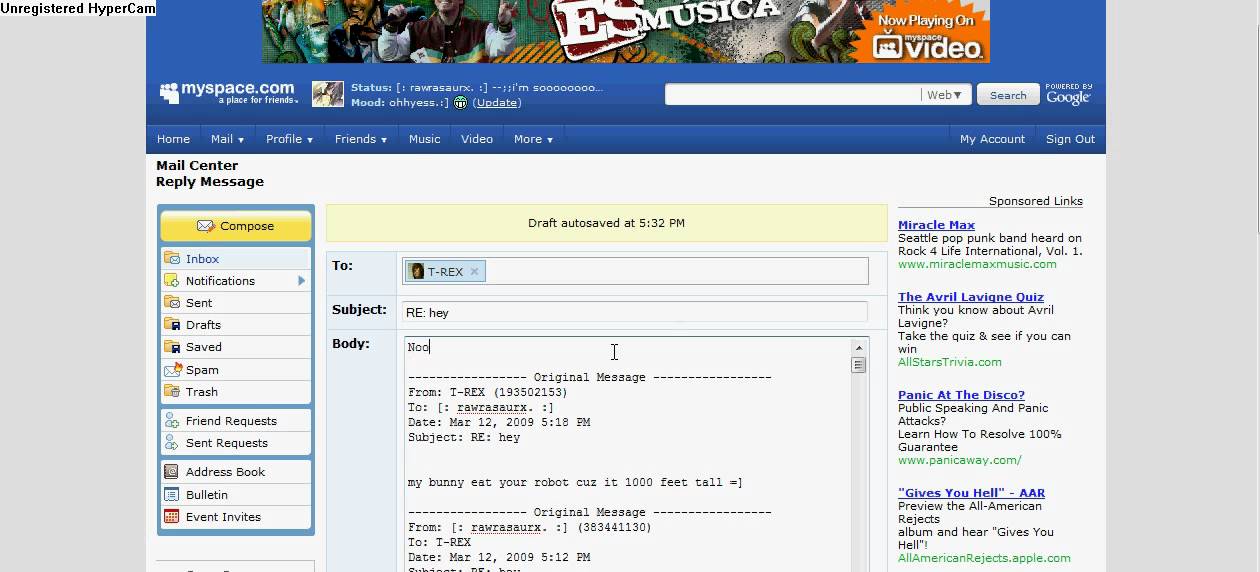 Unregistered HyperCam
ES MÚSICA
Now Playing On
myspace
video.
myspace.com
a place for friends.
Status: [: rawrasaurx. :] --;;i'm soooooooo...
Mood: ohhyess.:] (Update)
Web▼
Search
POWERED BY
Google
Home Mail ▼ Profile ▼ Friends ▼ Music Video More ▼ My Account Sign Out
Mail Center
Reply Message
Compose
Inbox
Notifications
Sent
Drafts
Saved
Spam
Trash
Friend Requests
Sent Requests
Address Book
Bulletin
Event Invites
Draft autosaved at 5:32 PM
To: T-REX ×
Subject: RE: hey
Body: Noo
---------------- Original Message ----------------
From: T-REX (193502153)
To: [: rawrasaurx. :]
Date: Mar 12, 2009 5:18 PM
Subject: RE: hey
my bunny eat your robot cuz it 1000 feet tall =]
---------------- Original Message ----------------
From: [: rawrasaurx. :] (383441130)
To: T-REX
Date: Mar 12, 2009 5:12 PM
Subject: RE: hey
Sponsored Links
Miracle Max
Seattle pop punk band heard on
Rock 4 Life International, Vol. 1.
www.miraclemaxmusic.com
The Avril Lavigne Quiz
Think you know about Avril
Lavigne?
Take the quiz & see if you can
win
AllStarsTrivia.com
Panic At The Disco?
Public Speaking And Panic
Attacks?
Learn How To Resolve 100%
Guarantee
www.panicaway.com/
"Gives You Hell" - AAR
Preview the All-American
Rejects
album and hear "Gives You
Hell"!
AllAmericanRejects.apple.com